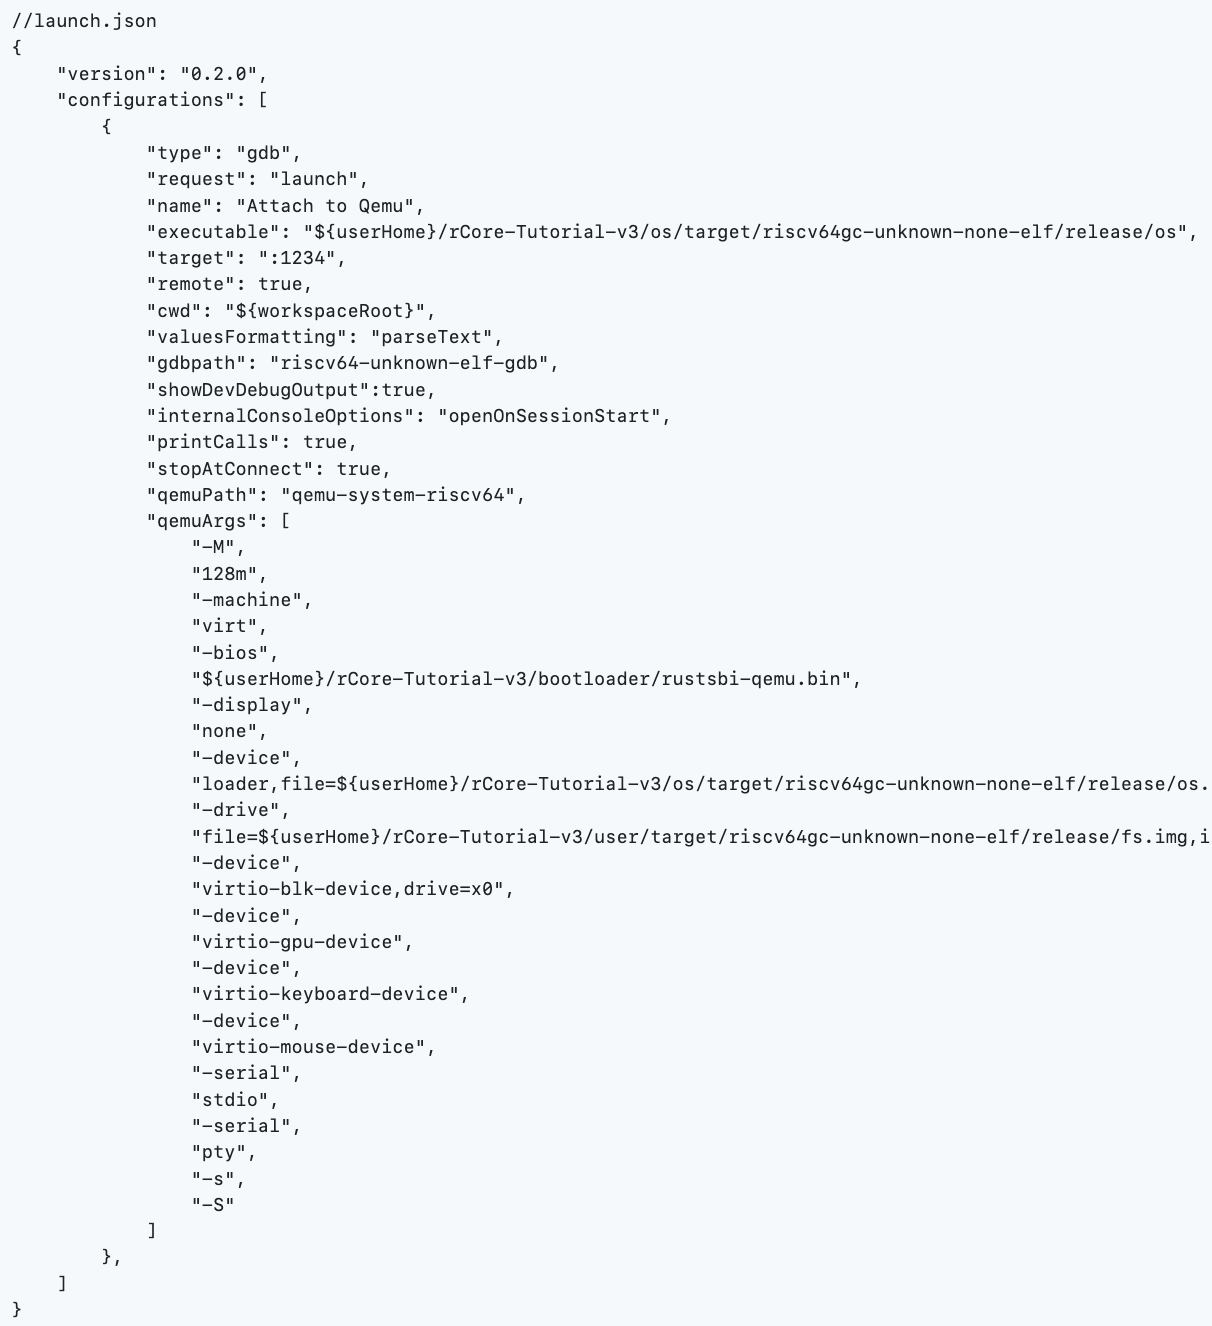 //launch.json
{
    "version": "0.2.0",
    "configurations": [
        {
            "type": "gdb",
            "request": "launch",
            "name": "Attach to Qemu",
            "executable": "${userHome}/rCore-Tutorial-v3/os/target/riscv64gc-unknown-none-elf/release/os",
            "target": ":1234",
            "remote": true,
            "cwd": "${workspaceRoot}",
            "valuesFormatting": "parseText",
            "gdbpath": "riscv64-unknown-elf-gdb",
            "showDevDebugOutput":true,
            "internalConsoleOptions": "openOnSessionStart",
            "printCalls": true,
            "stopAtConnect": true,
            "qemuPath": "qemu-system-riscv64",
            "qemuArgs": [
                "-M",
                "128m",
                "-machine",
                "virt",
                "-bios",
                "${userHome}/rCore-Tutorial-v3/bootloader/rustsbi-qemu.bin",
                "-display",
                "none",
                "-device",
                "loader,file=${userHome}/rCore-Tutorial-v3/os/target/riscv64gc-unknown-none-elf/release/os.
                "-drive",
                "file=${userHome}/rCore-Tutorial-v3/user/target/riscv64gc-unknown-none-elf/release/fs.img,i
                "-device",
                "virtio-blk-device,drive=x0",
                "-device",
                "virtio-gpu-device",
                "-device",
                "virtio-keyboard-device",
                "-device",
                "virtio-mouse-device",
                "-serial",
                "stdio",
                "-serial",
                "pty",
                "-s",
                "-S"
            ]
        },
    ]
}